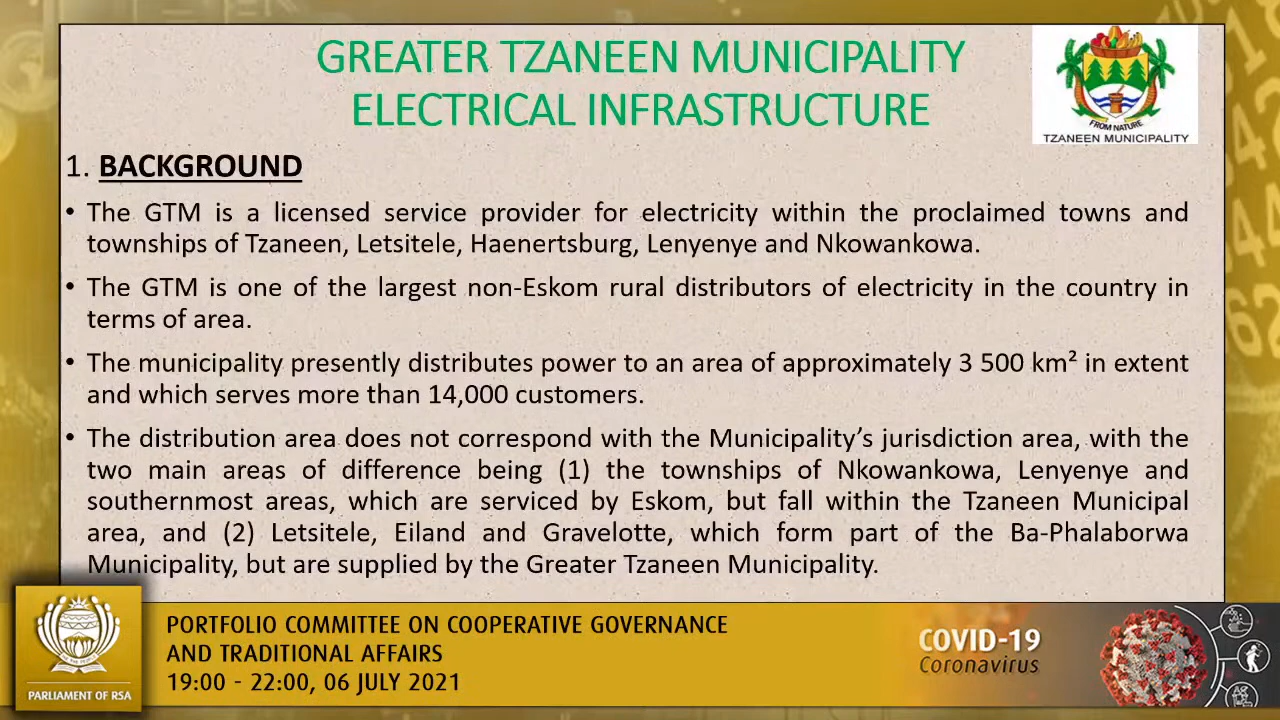 GREATER TZANEEN MUNICIPALITY
ELECTRICAL INFRASTRUCTURE
FROM NATURE
TZANEEN MUNICIPALITY
1. BACKGROUND
• The GTM is a licensed service provider for electricity within the proclaimed towns and
townships of Tzaneen, Letsitele, Haenertsburg, Lenyenye and Nkowankowa.
• The GTM is one of the largest non-Eskom rural distributors of electricity in the country in
terms of area.
• The municipality presently distributes power to an area of approximately 3 500 km² in extent
and which serves more than 14,000 customers.
• The distribution area does not correspond with the Municipality’s jurisdiction area, with the
two main areas of difference being (1) the townships of Nkowankowa, Lenyenye and
southernmost areas, which are serviced by Eskom, but fall within the Tzaneen Municipal
area, and (2) Letsitele, Eiland and Gravelotte, which form part of the Ba-Phalaborwa
Municipality, but are supplied by the Greater Tzaneen Municipality.
PARLIAMENT OF RSA
PORTFOLIO COMMITTEE ON COOPERATIVE GOVERNANCE
AND TRADITIONAL AFFAIRS
19:00 - 22:00, 06 JULY 2021
COVID-19
Coronavirus